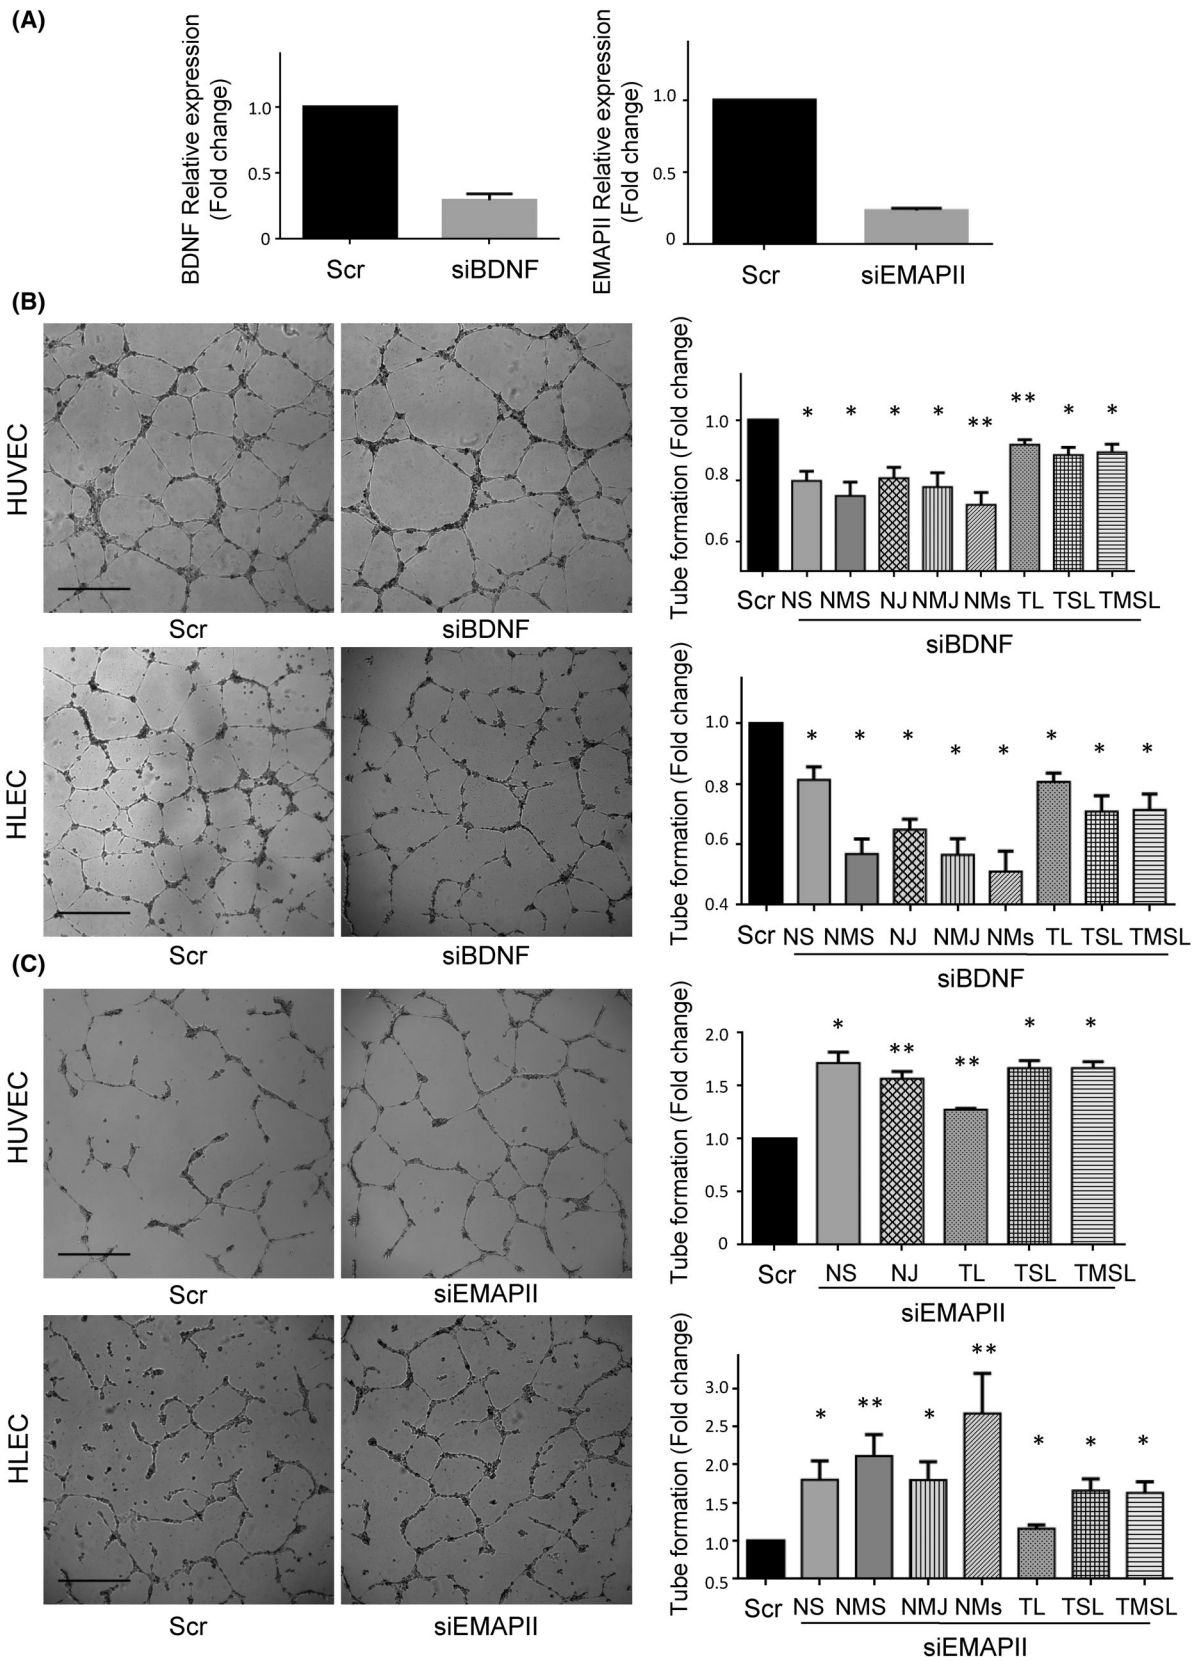 (A)
BDNF Relative expression
(Fold change)
1.0
0.5
0
Scr siBDNF
EMAPII Relative expression
(Fold change)
1.0
0.5
0
Scr siEMAPII
(B)
HUVEC
Scr siBDNF
Tube formation (Fold change)
1.0
0.8
0.6
* * * * ** ** * *
Scr NS NMS NJ NMJ NMs TL TSL TMSL
siBDNF
HLEC
Scr siBDNF
Tube formation (Fold change)
1.0
0.8
0.6
0.4
* * * * * * * *
Scr NS NMS NJ NMJ NMs TL TSL TMSL
siBDNF
(C)
HUVEC
Scr siEMAPII
Tube formation (Fold change)
2.0
1.5
1.0
0.5
0
* ** ** * *
Scr NS NJ TL TSL TMSL
siEMAPII
HLEC
Scr siEMAPII
Tube formation (Fold change)
3.0
2.5
2.0
1.5
1.0
0.5
* ** * ** * * *
Scr NS NMS NMJ NMs TL TSL TMSL
siEMAPII